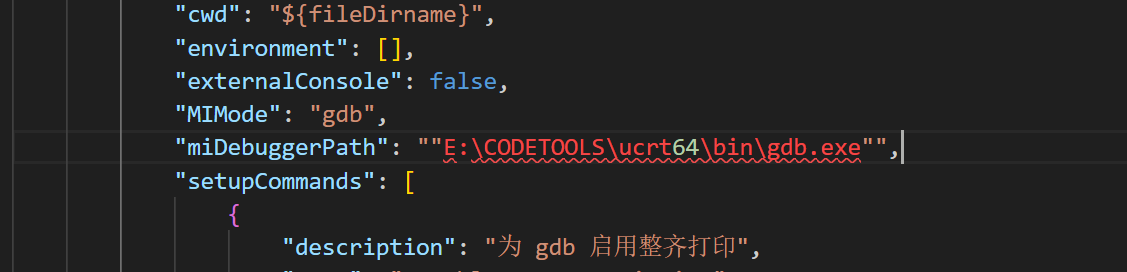 "cwd": "${fileDirname}",
"environment": [],
"externalConsole": false,
"MIMode": "gdb",
"miDebuggerPath": ""E:\CODETOOLS\ucrt64\bin\gdb.exe"",
"setupCommands": [
{
"description": "为 gdb 启用整齐打印",